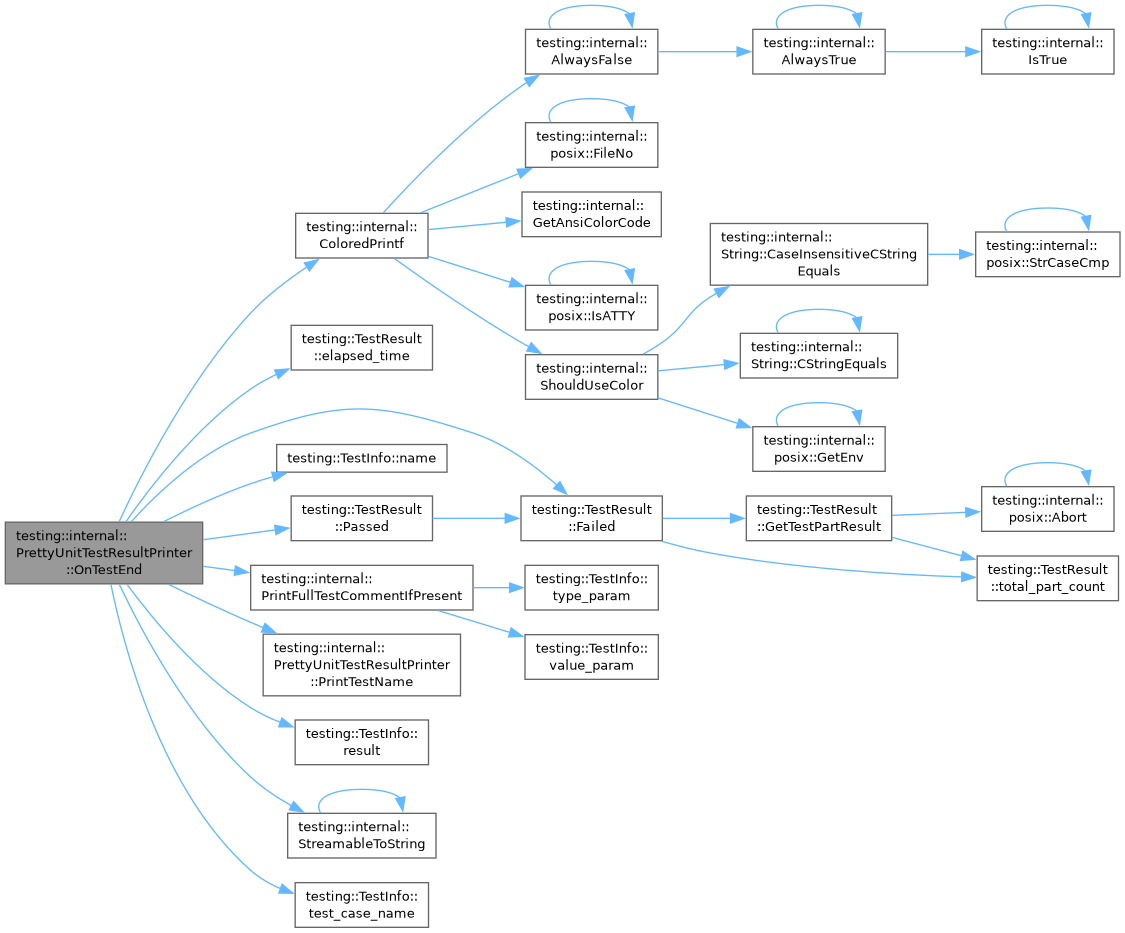 testing::internal::
PrettyUnitTestResultPrinter
::OnTestEnd
testing::internal::
ColoredPrintf
testing::internal::
AlwaysFalse
testing::internal::
AlwaysTrue
testing::internal::
IsTrue
testing::internal::
posix::FileNo
testing::internal::
GetAnsiColorCode
testing::internal::
posix::IsATTY
testing::internal::
ShouldUseColor
testing::internal::
String::CaseInsensitiveCString
Equals
testing::internal::
posix::StrCaseCmp
testing::internal::
String::CStringEquals
testing::internal::
posix::GetEnv
testing::TestResult
::elapsed_time
testing::TestInfo::name
testing::TestResult
::Passed
testing::TestResult
::Failed
testing::TestResult
::GetTestPartResult
testing::internal::
posix::Abort
testing::TestResult
::total_part_count
testing::internal::
PrintFullTestCommentIfPresent
testing::TestInfo::
type_param
testing::TestInfo::
value_param
testing::internal::
PrettyUnitTestResultPrinter
::PrintTestName
testing::TestInfo::
result
testing::internal::
StreamableToString
testing::TestInfo::
test_case_name